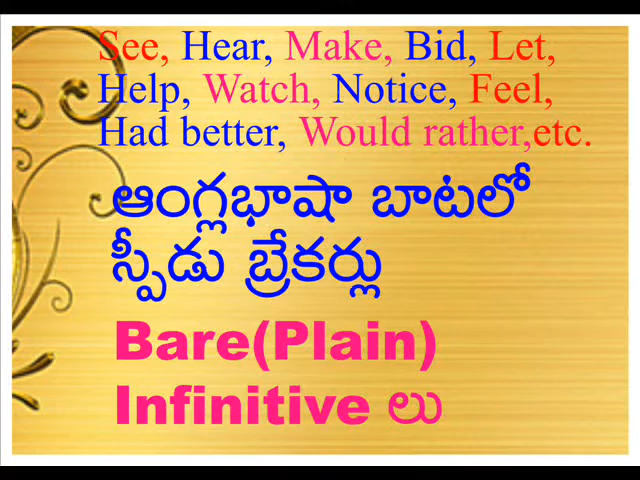 See, Hear, Make, Bid, Let,
Help, Watch, Notice, Feel,
Had better, Would rather,etc.
ఆంగ్లభాషా బాటలో
స్పీడు బ్రేకర్లు
Bare(Plain)
Infinitive లు